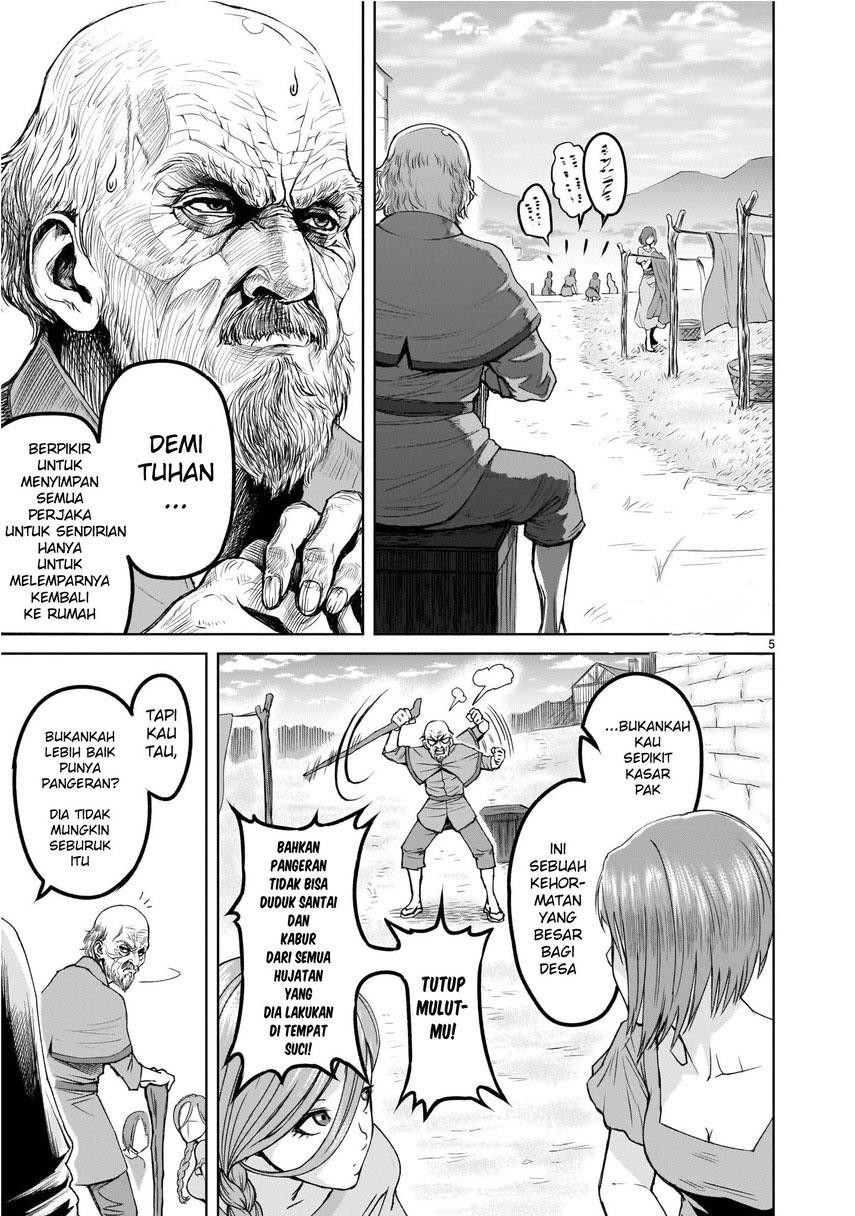 DEMI
TUHAN
...
BERPIKIR
UNTUK
MENYIMPAN
SEMUA
PERJAKA
UNTUK SENDIRIAN
HANYA
UNTUK
MELEMPARNYA
KEMBALI
KE RUMAH
5
...BUKANKAH
KAU
SEDIKIT
KASAR
PAK
INI
SEBUAH
KEHOR-
MATAN
YANG
BESAR
BAGI
DESA
TUTUP
MULUT-
MU!
BAHKAN
PANGERAN
TIDAK BISA
DUDUK SANTAI
DAN
KABUR
DARI SEMUA
HUJATAN
YANG
DIA LAKUKAN
DI TEMPAT
SUCI!
TAPI
KAU
TAU,
BUKANKAH
LEBIH BAIK
PUNYA
PANGERAN?
DIA TIDAK
MUNGKIN
SEBURUK
ITU